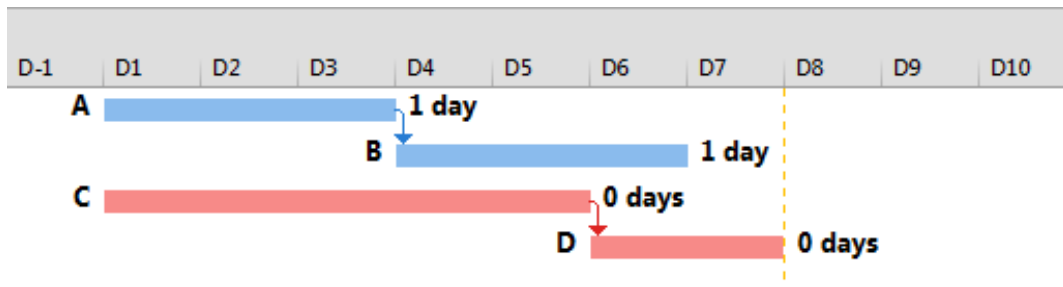 D-1 D1 D2 D3 D4 D5 D6 D7 D8 D9 D10
A 1 day
B 1 day
C 0 days
D 0 days